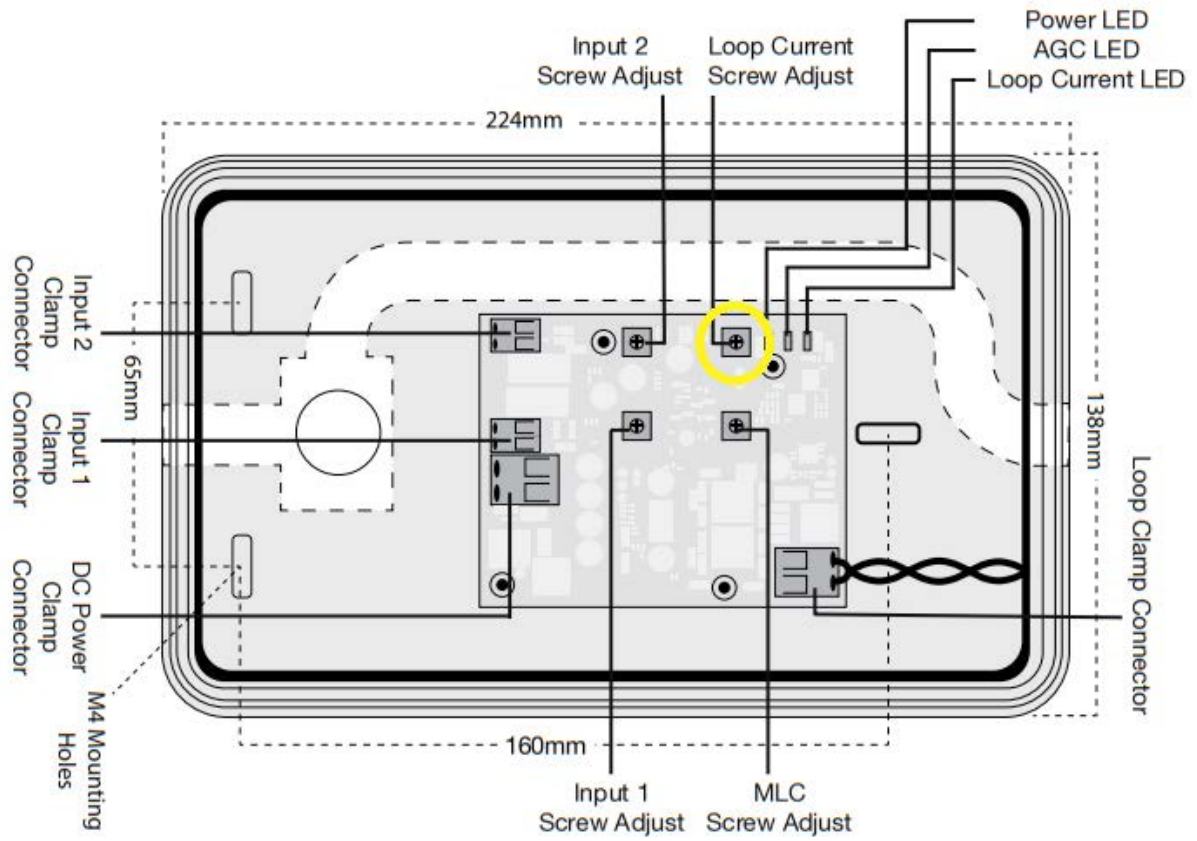 Power LED
AGC LED
Loop Current LED
Input 2
Screw Adjust
Loop Current
Screw Adjust
224mm
Input 2
Clamp
Connector
65mm
Input 1
Clamp
Connector
138mm
DC Power
Clamp
Connector
Loop Clamp Connector
M4 Mounting
Holes
160mm
Input 1
Screw Adjust
MLC
Screw Adjust